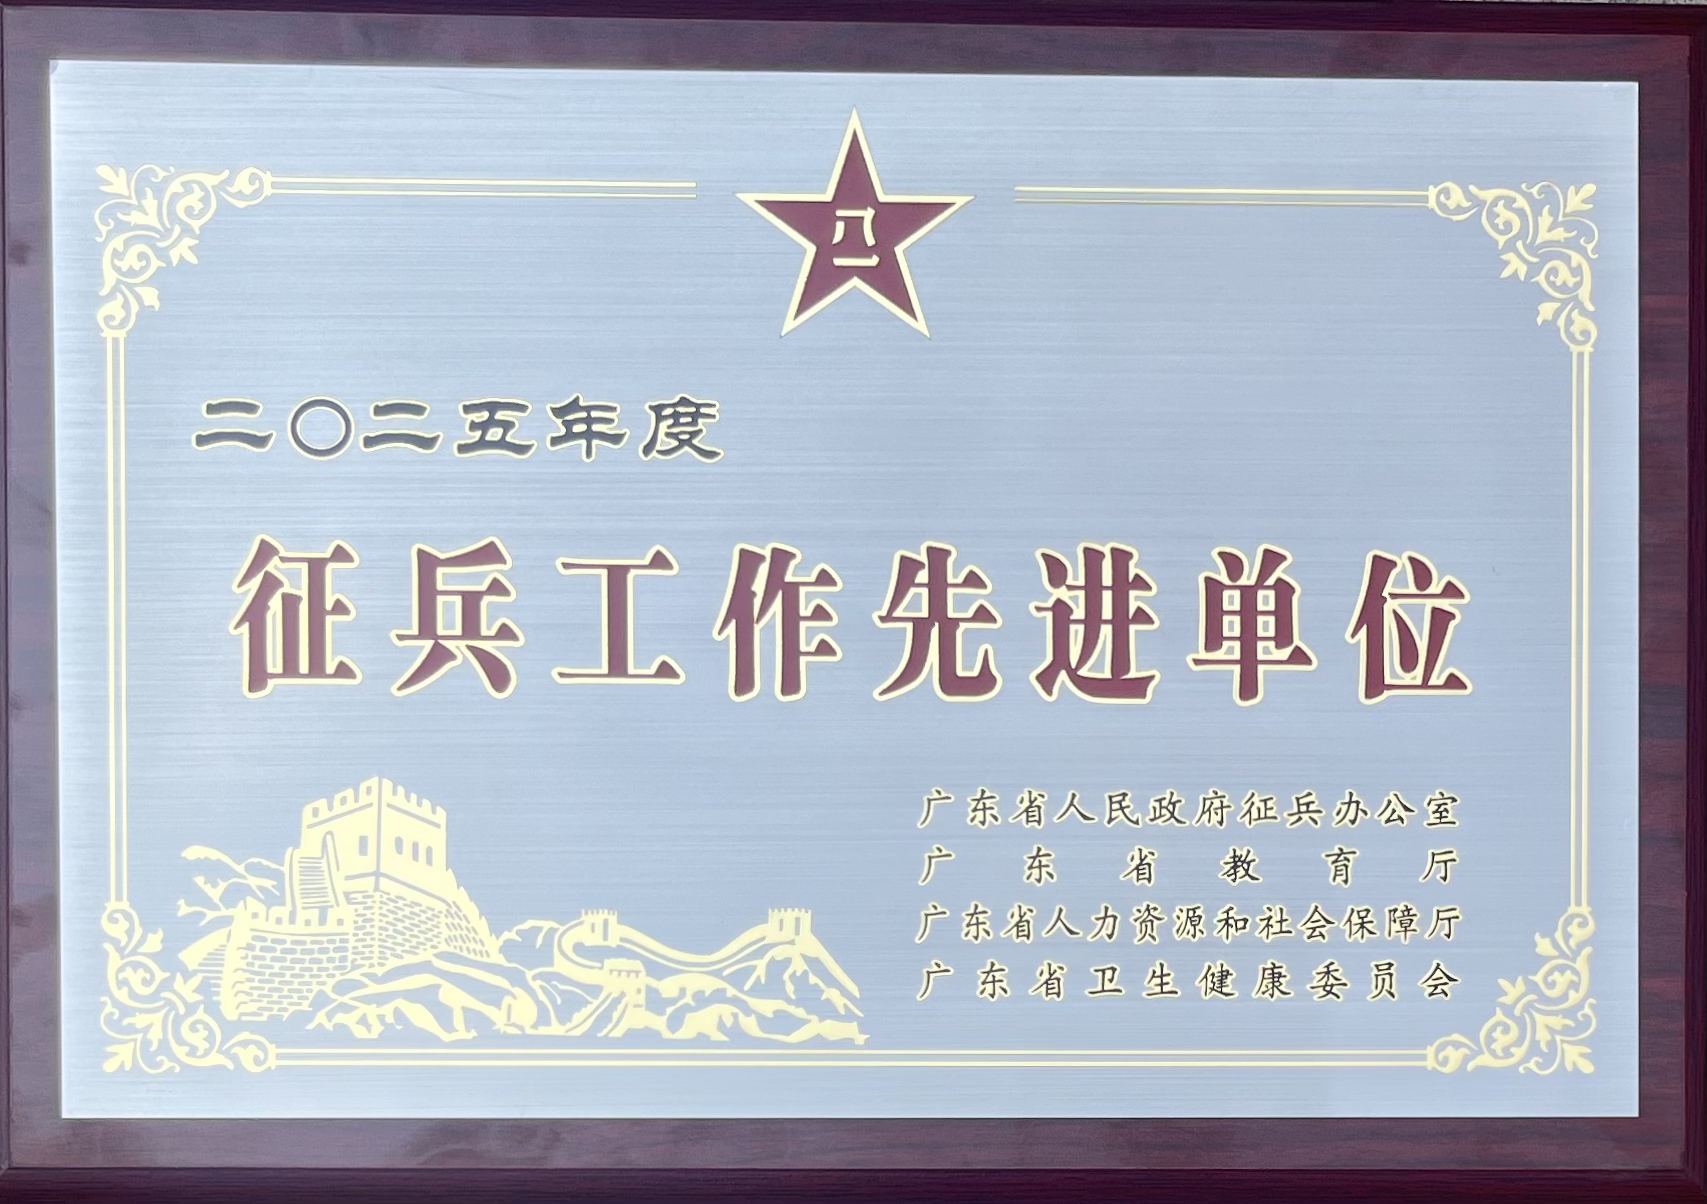 八一
二〇二五年度
征兵工作先进单位
广东省人民政府征兵办公室
广东省教育厅
广东省人力资源和社会保障厅
广东省卫生健康委员会